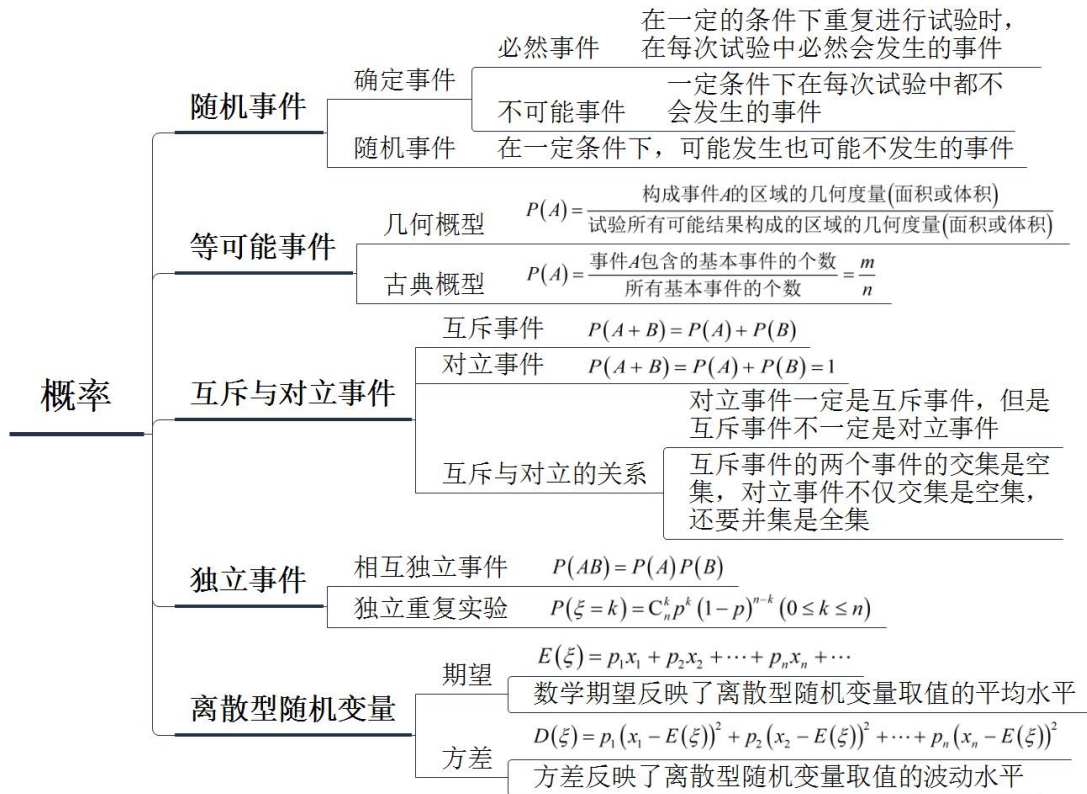 概率
随机事件
确定事件
必然事件
在一定的条件下重复进行试验时，
在每次试验中必然会发生的事件
不可能事件
一定条件下在每次试验中都不
会发生的事件
随机事件
在一定条件下，可能发生也可能不发生的事件
等可能事件
几何概型
P(A)=构成事件A的区域的几何度量(面积或体积)/试验所有可能结果构成的区域的几何度量(面积或体积)
古典概型
P(A)=事件A包含的基本事件的个数/所有基本事件的个数=m/n
互斥与对立事件
互斥事件
P(A+B)=P(A)+P(B)
对立事件
P(A+B)=P(A)+P(B)=1
互斥与对立的关系
对立事件一定是互斥事件，但是
互斥事件不一定是对立事件
互斥事件的两个事件的交集是空
集，对立事件不仅交集是空集，
还要并集是全集
独立事件
相互独立事件
P(AB)=P(A)P(B)
独立重复实验
P(ξ=k)=C_n^k p^k (1-p)^{n-k} (0≤k≤n)
离散型随机变量
期望
E(ξ)=p₁x₁+p₂x₂+⋯+pₙxₙ+⋯
数学期望反映了离散型随机变量取值的平均水平
方差
D(ξ)=p₁(x₁-E(ξ))²+p₂(x₂-E(ξ))²+⋯+pₙ(xₙ-E(ξ))²
方差反映了离散型随机变量取值的波动水平